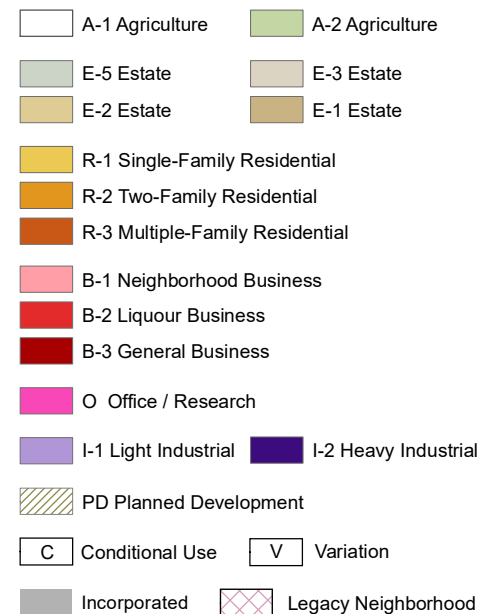 A-1 Agriculture A-2 Agriculture
E-5 Estate E-3 Estate
E-2 Estate E-1 Estate
R-1 Single-Family Residential
R-2 Two-Family Residential
R-3 Multiple-Family Residential
B-1 Neighborhood Business
B-2 Liquour Business
B-3 General Business
O Office / Research
I-1 Light Industrial I-2 Heavy Industrial
PD Planned Development
C Conditional Use V Variation
Incorporated Legacy Neighborhood